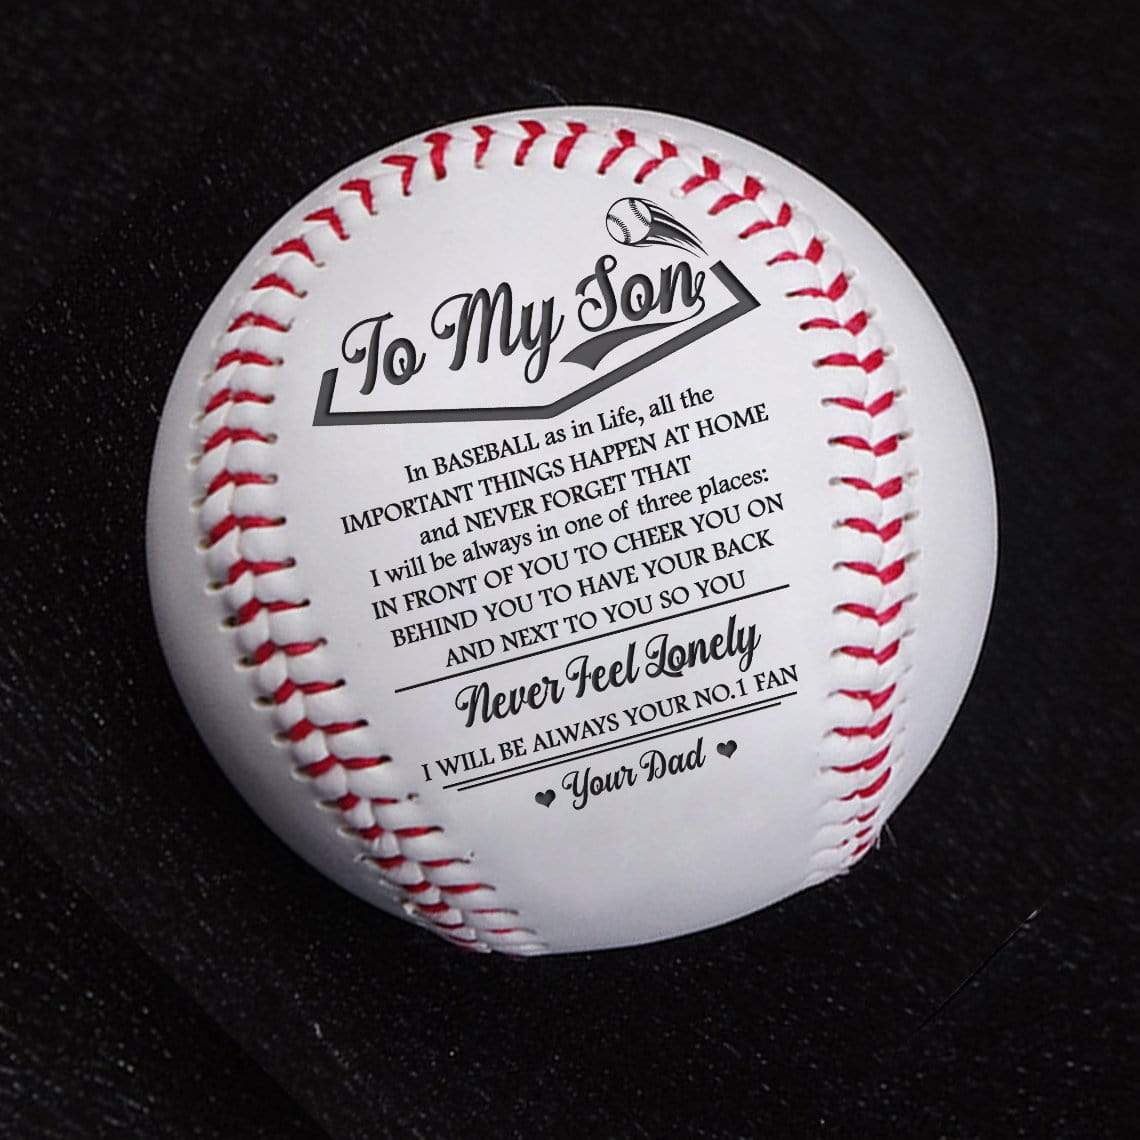 To My Son
In BASEBALL as in Life, all the
IMPORTANT THINGS HAPPEN AT HOME
and NEVER FORGET THAT
I will be always in one of three places:
IN FRONT OF YOU TO CHEER YOU ON
BEHIND YOU TO HAVE YOUR BACK
AND NEXT TO YOU SO YOU
Never Feel Lonely
I WILL BE ALWAYS YOUR NO.1 FAN
Your Dad